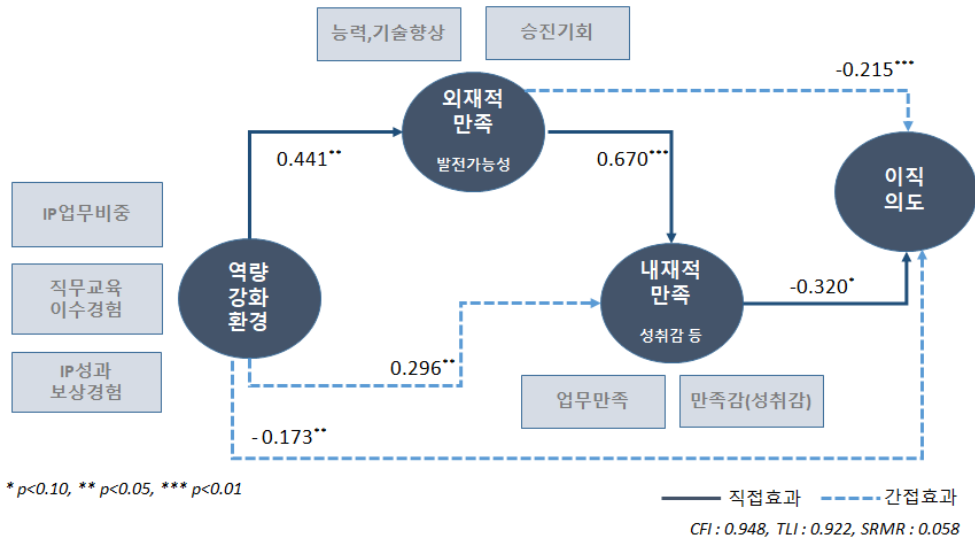 능력,기술향상
승진기회
-0.215***
외재적
만족
발전가능성
0.441**
0.670***
이직
의도
IP업무비중
직무교육
이수경험
IP성과
보상경험
역량
강화
환경
내재적
만족
성취감 등
-0.320*
0.296**
업무만족
만족감(성취감)
- 0.173**
* p<0.10, ** p<0.05, *** p<0.01
직접효과
간접효과
CFI : 0.948, TLI : 0.922, SRMR : 0.058